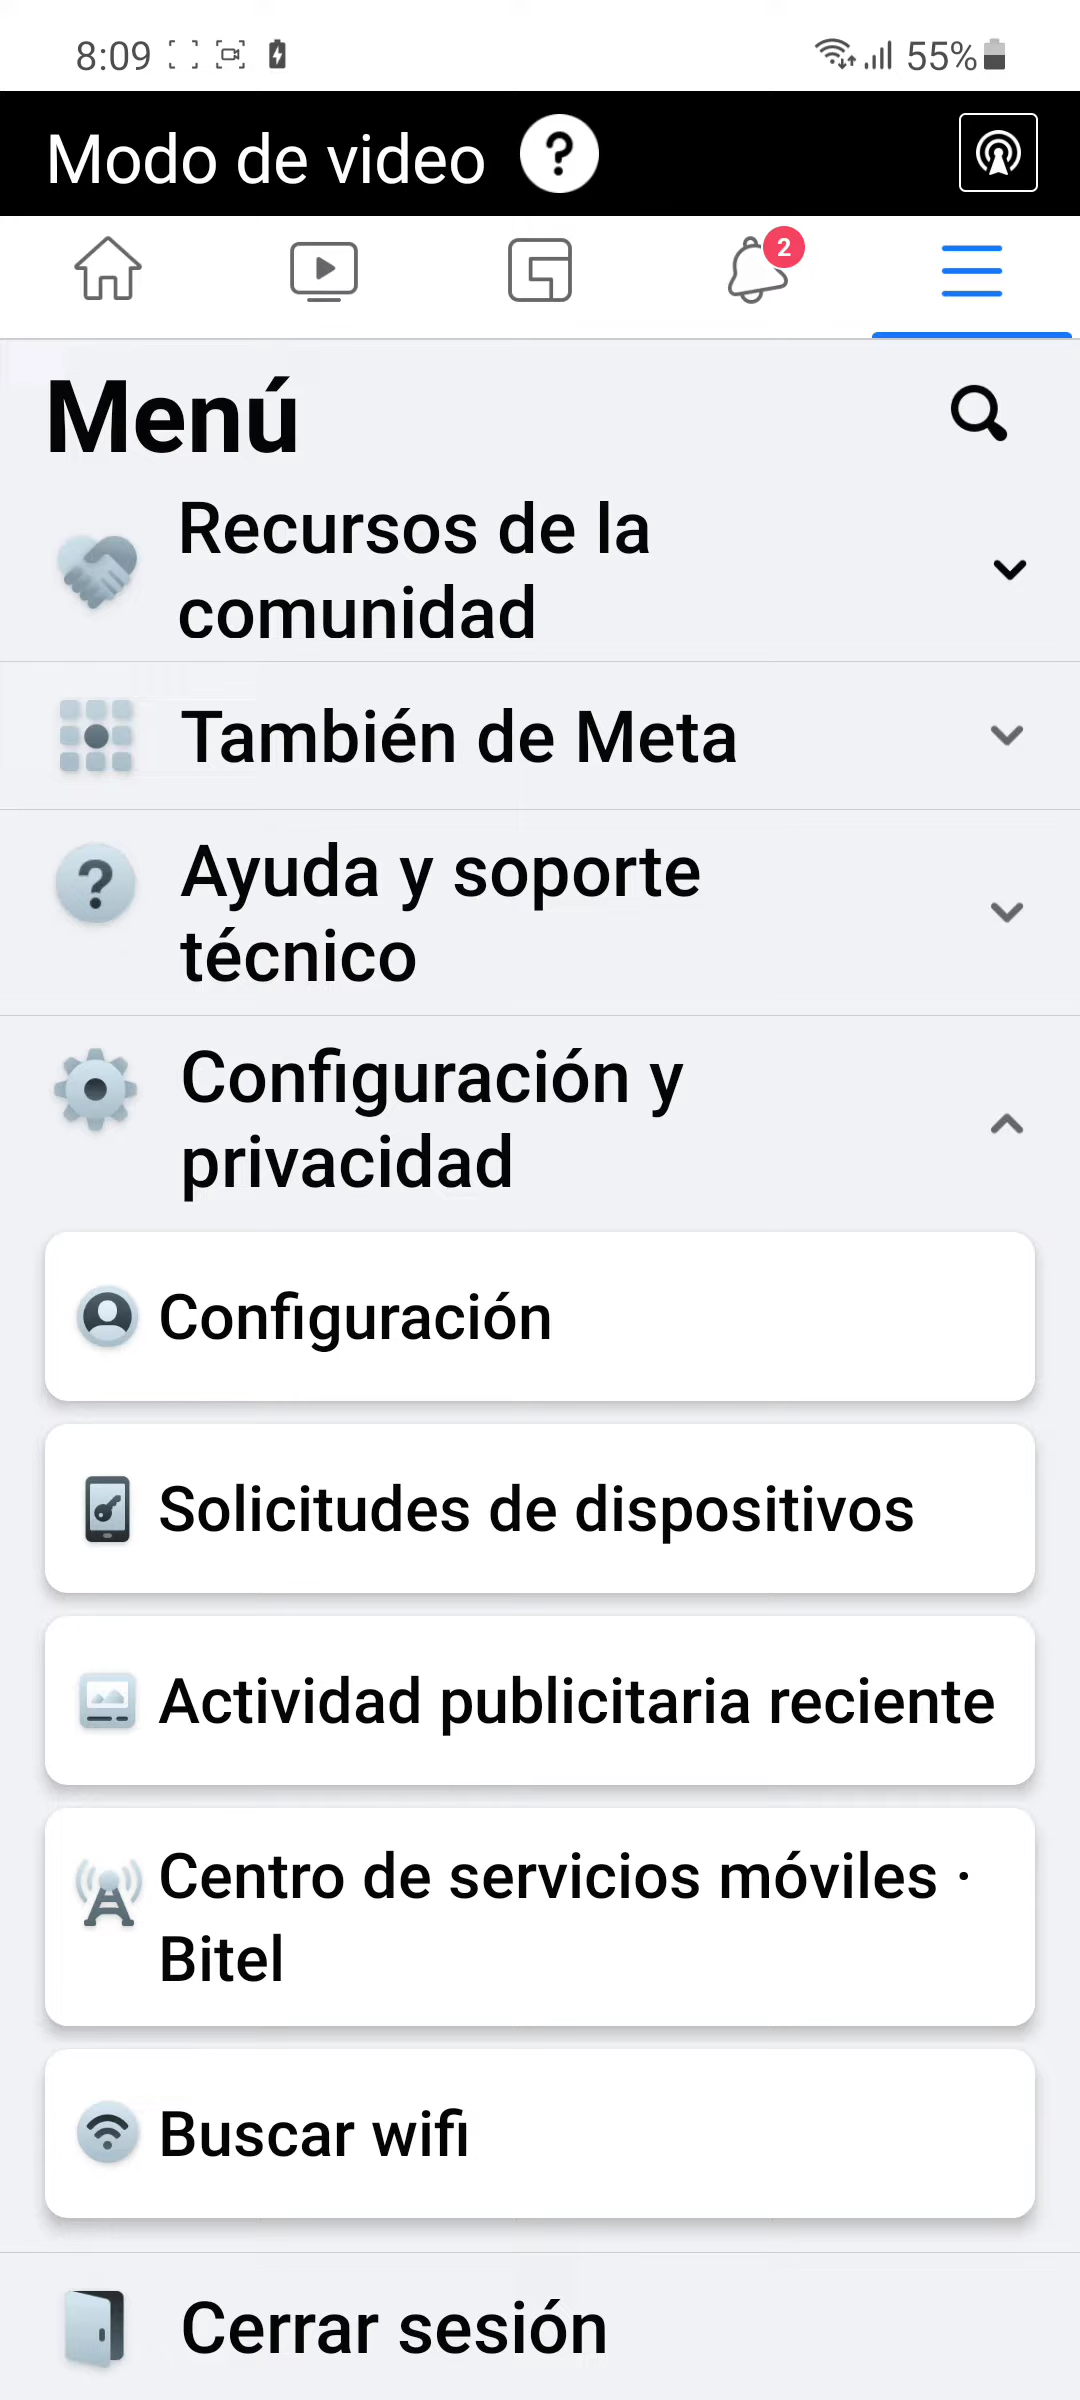 8:09
55%
Modo de video
2
Menú
Recursos de la
comunidad
También de Meta
Ayuda y soporte
técnico
Configuración y
privacidad
Configuración
Solicitudes de dispositivos
Actividad publicitaria reciente
Centro de servicios móviles ·
Bitel
Buscar wifi
Cerrar sesión